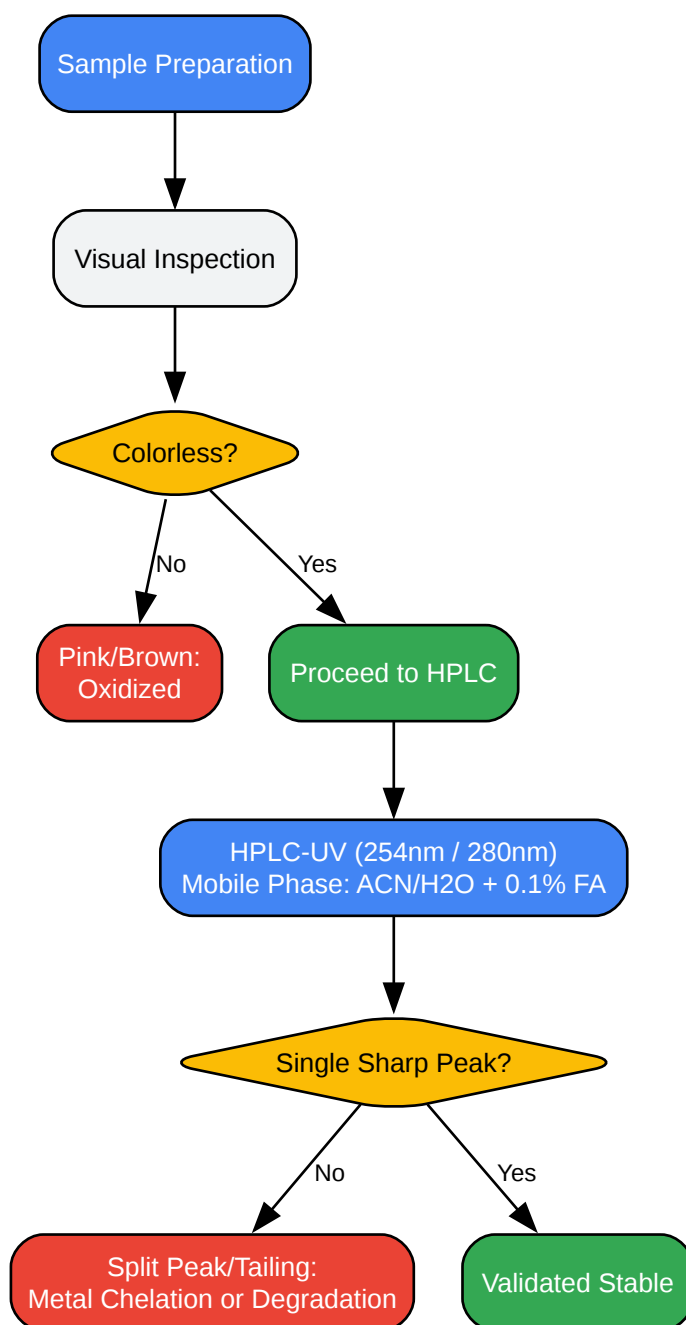 Sample Preparation
Visual Inspection
Colorless?
No
Yes
Pink/Brown:
Oxidized
Proceed to HPLC
HPLC-UV (254nm / 280nm)
Mobile Phase: ACN/H2O + 0.1% FA
Single Sharp Peak?
No
Yes
Split Peak/Tailing:
Metal Chelation or Degradation
Validated Stable